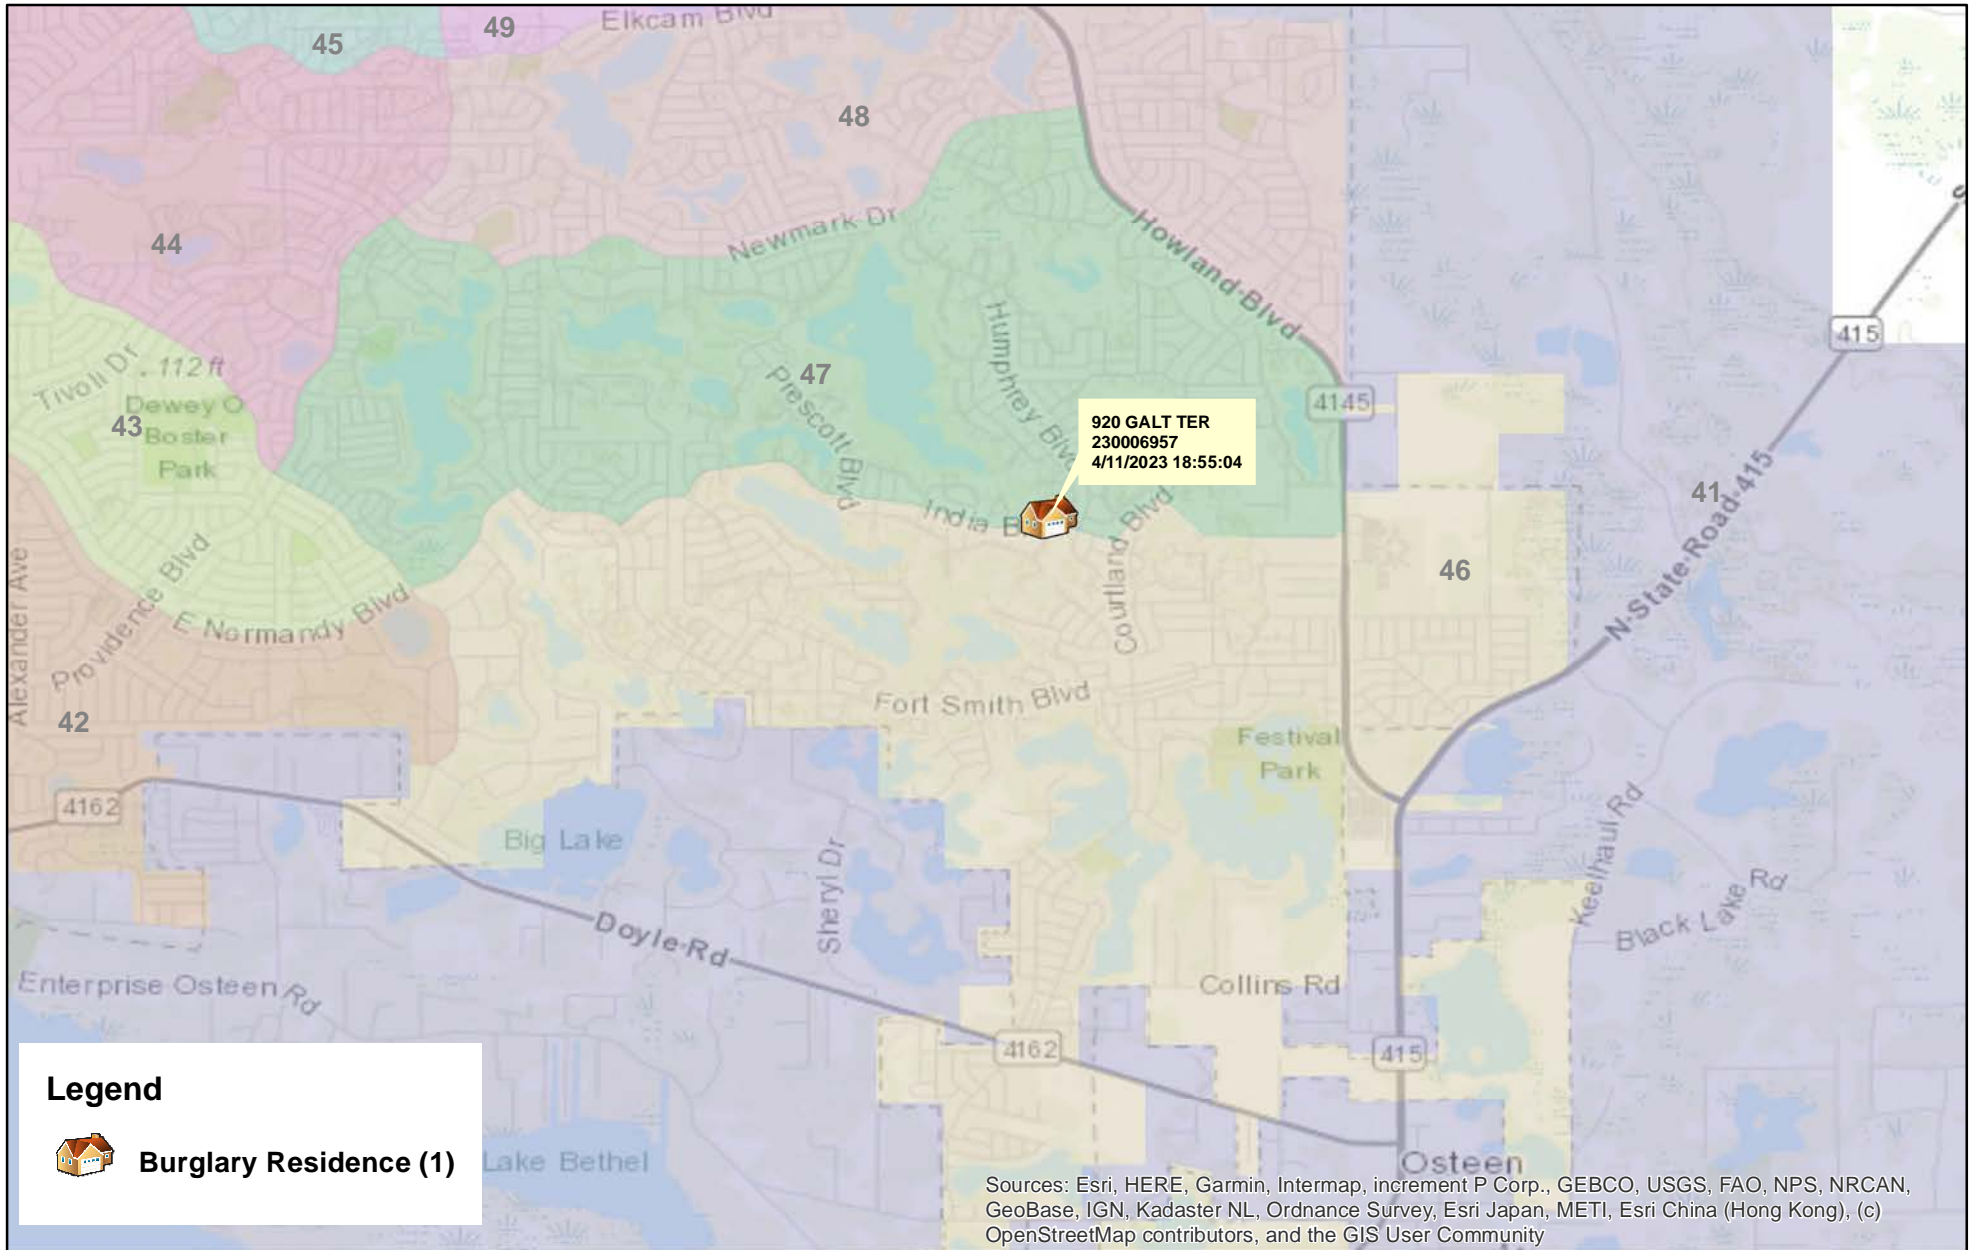 Elkcam Blvd
49
45
48
44
Newmark Dr
Howland Blvd
415
Tivoli Dr
112 ft
Humphrey Blvd
47
Prescott Blvd
4145
Dewey O
Boster
Park
43
920 GALT TER
230006957
4/11/2023 18:55:04
41
India B
Courtland Blvd
46
N State Road 415
Alexander Ave
Providence Blvd
E Normandy Blvd
42
Fort Smith Blvd
Festival
Park
4162
Big Lake
Sheryl Dr
Keelhaul Rd
Black Lake Rd
Doyle Rd
Enterprise Osteen Rd
Collins Rd
4162
415
Legend
Burglary Residence (1)
Lake Bethel
Osteen
Sources: Esri, HERE, Garmin, Intermap, increment P Corp., GEBCO, USGS, FAO, NPS, NRCAN,
GeoBase, IGN, Kadaster NL, Ordnance Survey, Esri Japan, METI, Esri China (Hong Kong), (c)
OpenStreetMap contributors, and the GIS User Community